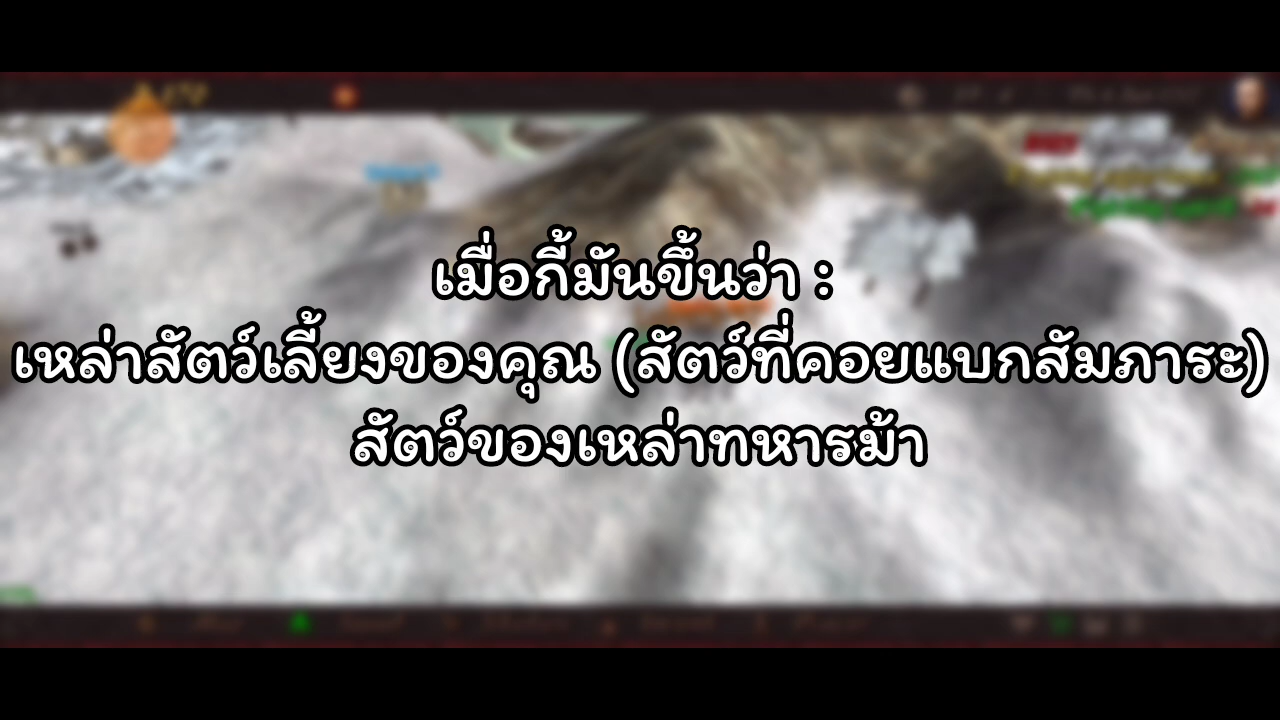 เมื่อกี้มันขึ้นว่า :
เหล่าสัตว์เลี้ยงของคุณ (สัตว์ที่คอยแบกสัมภาระ)
สัตว์ของเหล่าทหารม้า